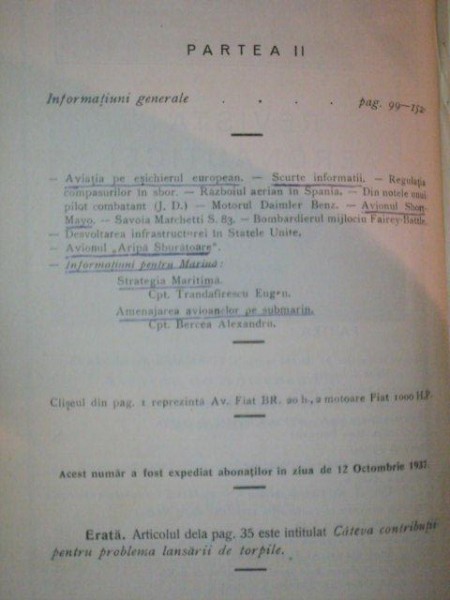 PARTEA II
Informațiuni generale . . . . pag. 99—152.
— Aviația pe eșichierul european. — Scurte informatii. — Regulația
compasurilor în sbor. — Războiul aerian în Spania. — Din notele unui
pilot combatant (J. D.) — Motorul Daimler Benz. — Avionul Short-
Mayo. — Savoia Marchetti S. 83. — Bombardierul mijlociu Fairey-Battle.
— Desvoltarea infrastructurei în Statele Unite.
— Avionul „Aripă Sburătoare".
— Informațiuni pentru Marină:
Strategia Maritimă.
Cpt. Trandafirescu Eugen.
Amenajarea avioanelor pe submarin.
Cpt. Bercea Alexandru.
Clișeul din pag. 1 reprezintă Av. Fiat BR. 20 b., 2 motoare Fiat 1000 H.P.
Acest număr a fost expediat abonaților în ziua de 12 Octombrie 1937.
Erată. Articolul dela pag. 35 este intitulat Câteva contribuții
pentru problema lansării de torpile.